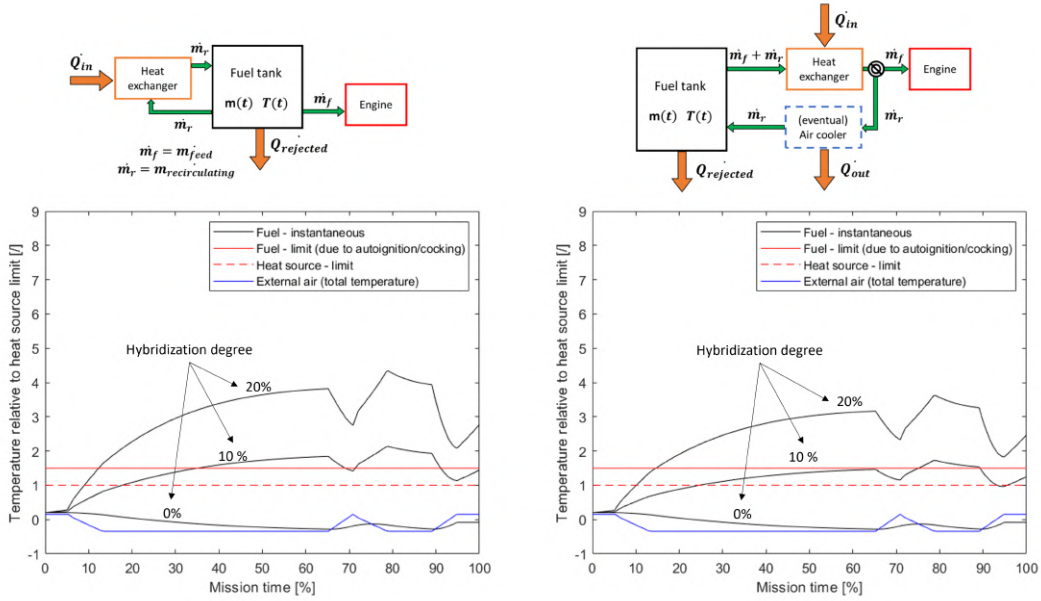 Q̇in
ṁr
Heat
exchanger
ṁr
Fuel tank
m(t) T(t)
ṁf
Engine
Q̇rejected
ṁf = ṁfeed
ṁr = ṁrecirculating
Q̇in
Fuel tank
m(t) T(t)
ṁf + ṁr
Heat
exchanger
ṁf
Engine
ṁr
(eventual)
Air cooler
ṁr
Q̇rejected
Q̇out
Temperature relative to heat source limit [/]
9
8
7
6
5
4
3
2
1
0
-1
Fuel - instantaneous
Fuel - limit (due to autoignition/cocking)
Heat source - limit
External air (total temperature)
Hybridization degree
20%
10 %
0%
0 10 20 30 40 50 60 70 80 90 100
Mission time [%]
Temperature relative to heat source limit [/]
9
8
7
6
5
4
3
2
1
0
-1
Fuel - instantaneous
Fuel - limit (due to autoignition/cocking)
Heat source - limit
External air (total temperature)
Hybridization degree
20%
10 %
0%
0 10 20 30 40 50 60 70 80 90 100
Mission time [%]